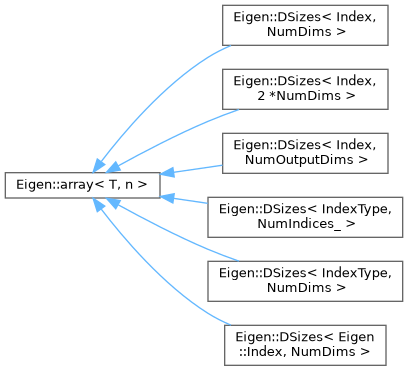 Eigen::DSizes< Index,
NumDims >
Eigen::DSizes< Index,
2 *NumDims >
Eigen::DSizes< Index,
NumOutputDims >
Eigen::array< T, n >
Eigen::DSizes< IndexType,
NumIndices_ >
Eigen::DSizes< IndexType,
NumDims >
Eigen::DSizes< Eigen
::Index, NumDims >